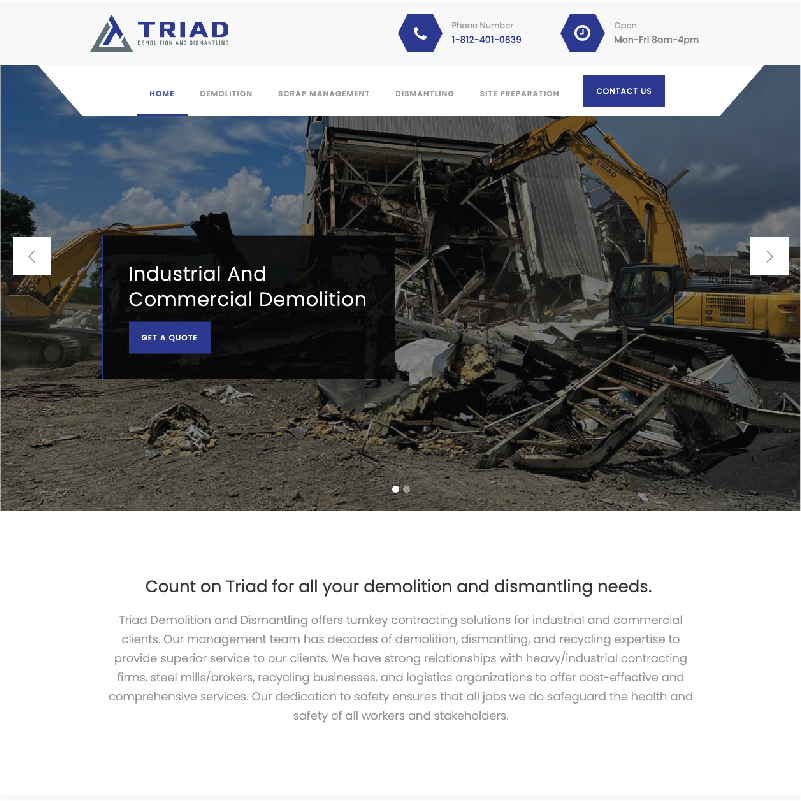 TRIAD
DEMOLITION AND DISMANTLING
Phone Number
1-812-401-0839
Open
Mon-Fri 8am-4pm
HOME
DEMOLITION
SCRAP MANAGEMENT
DISMANTLING
SITE PREPARATION
CONTACT US
TRIAD
Industrial And
Commercial Demolition
GET A QUOTE
Count on Triad for all your demolition and dismantling needs.
Triad Demolition and Dismantling offers turnkey contracting solutions for industrial and commercial
clients. Our management team has decades of demolition, dismantling, and recycling expertise to
provide superior service to our clients. We have strong relationships with heavy/industrial contracting
firms, steel mills/brokers, recycling businesses, and logistics organizations to offer cost-effective and
comprehensive services. Our dedication to safety ensures that all jobs we do safeguard the health and
safety of all workers and stakeholders.